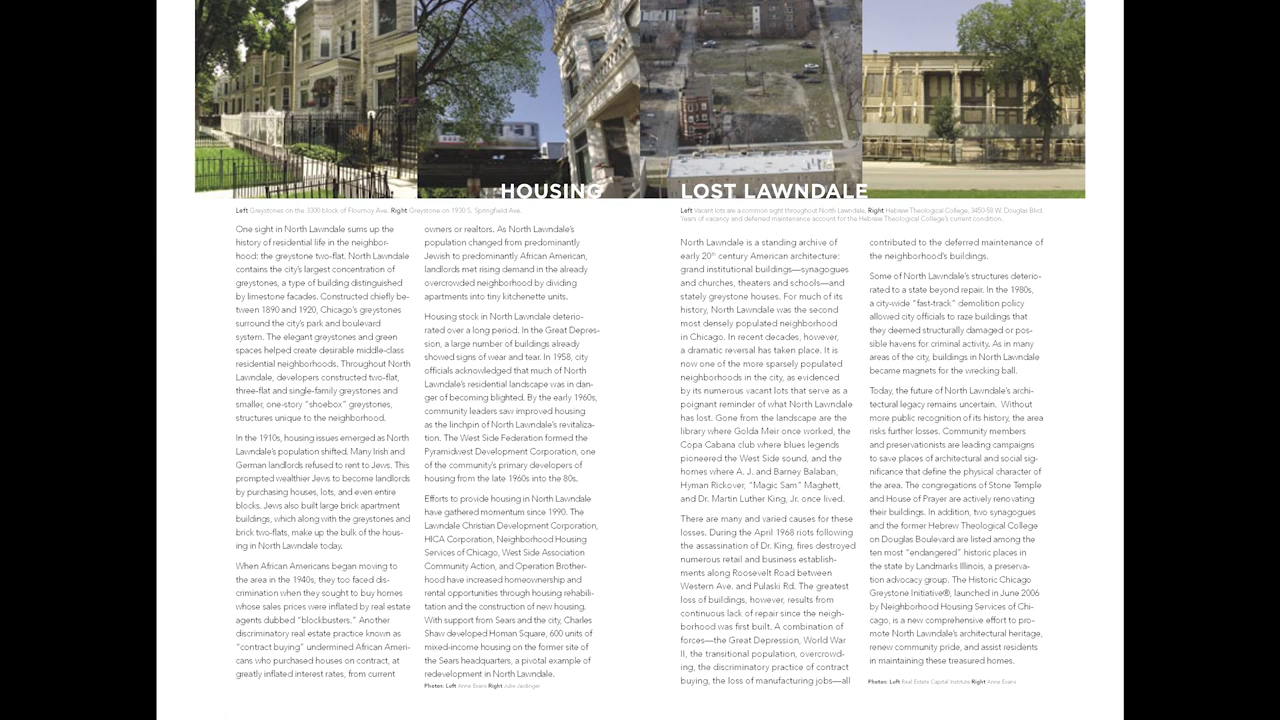 HOUSING
Left Greystones on the 3300 block of Flournoy Ave. Right Greystone on 1930 S. Springfield Ave.
One sight in North Lawndale sums up the
history of residential life in the neighbor-
hood: the greystone two-flat. North Lawndale
contains the city's largest concentration of
greystones, a type of building distinguished
by limestone facades. Constructed chiefly be-
tween 1890 and 1920, Chicago's greystones
surround the city's park and boulevard
system. The elegant greystones and green
spaces helped create desirable middle-class
residential neighborhoods. Throughout North
Lawndale, developers constructed two-flat,
three-flat and single-family greystones and
smaller, one-story "shoebox" greystones,
structures unique to the neighborhood.
In the 1910s, housing issues emerged as North
Lawndale's population shifted. Many Irish and
German landlords refused to rent to Jews. This
prompted wealthier Jews to become landlords
by purchasing houses, lots, and even entire
blocks. Jews also built large brick apartment
buildings, which along with the greystones and
brick two-flats, make up the bulk of the hous-
ing in North Lawndale today.
When African Americans began moving to
the area in the 1940s, they too faced dis-
crimination when they sought to buy homes
whose sales prices were inflated by real estate
agents dubbed "blockbusters." Another
discriminatory real estate practice known as
"contract buying" undermined African Ameri-
cans who purchased houses on contract, at
greatly inflated interest rates, from current
owners or realtors. As North Lawndale's
population changed from predominantly
Jewish to predominantly African American,
landlords met rising demand in the already
overcrowded neighborhood by dividing
apartments into tiny kitchenette units.
Housing stock in North Lawndale deterio-
rated over a long period. In the Great Depres-
sion, a large number of buildings already
showed signs of wear and tear. In 1958, city
officials acknowledged that much of North
Lawndale's residential landscape was in dan-
ger of becoming blighted. By the early 1960s,
community leaders saw improved housing
as the linchpin of North Lawndale's revitaliza-
tion. The West Side Federation formed the
Pyramidwest Development Corporation, one
of the community's primary developers of
housing from the late 1960s into the 80s.
Efforts to provide housing in North Lawndale
have gathered momentum since 1990. The
Lawndale Christian Development Corporation,
HICA Corporation, Neighborhood Housing
Services of Chicago, West Side Association
Community Action, and Operation Brother-
hood have increased homeownership and
rental opportunities through housing rehabili-
tation and the construction of new housing.
With support from Sears and the city, Charles
Shaw developed Homan Square, 600 units of
mixed-income housing on the former site of
the Sears headquarters, a pivotal example of
redevelopment in North Lawndale.
Photos: Left Anne Evans Right Julie Jaidinger
LOST LAWNDALE
Left Vacant lots are a common sight throughout North Lawndale, Right Hebrew Theological College, 3450-58 W. Douglas Blvd.
Years of vacancy and deferred maintenance account for the Hebrew Theological College's current condition.
North Lawndale is a standing archive of
early 20th century American architecture:
grand institutional buildings—synagogues
and churches, theaters and schools—and
stately greystone houses. For much of its
history, North Lawndale was the second
most densely populated neighborhood
in Chicago. In recent decades, however,
a dramatic reversal has taken place. It is
now one of the more sparsely populated
neighborhoods in the city, as evidenced
by its numerous vacant lots that serve as a
poignant reminder of what North Lawndale
has lost. Gone from the landscape are the
library where Golda Meir once worked, the
Copa Cabana club where blues legends
pioneered the West Side sound, and the
homes where A. J. and Barney Balaban,
Hyman Rickover, "Magic Sam" Maghett,
and Dr. Martin Luther King, Jr. once lived.
There are many and varied causes for these
losses. During the April 1968 riots following
the assassination of Dr. King, fires destroyed
numerous retail and business establish-
ments along Roosevelt Road between
Western Ave. and Pulaski Rd. The greatest
loss of buildings, however, results from
continuous lack of repair since the neigh-
borhood was first built. A combination of
forces—the Great Depression, World War
II, the transitional population, overcrowd-
ing, the discriminatory practice of contract
buying, the loss of manufacturing jobs—all
contributed to the deferred maintenance of
the neighborhood's buildings.
Some of North Lawndale's structures deterio-
rated to a state beyond repair. In the 1980s,
a city-wide "fast-track" demolition policy
allowed city officials to raze buildings that
they deemed structurally damaged or pos-
sible havens for criminal activity. As in many
areas of the city, buildings in North Lawndale
became magnets for the wrecking ball.
Today, the future of North Lawndale's archi-
tectural legacy remains uncertain. Without
more public recognition of its history, the area
risks further losses. Community members
and preservationists are leading campaigns
to save places of architectural and social sig-
nificance that define the physical character of
the area. The congregations of Stone Temple
and House of Prayer are actively renovating
their buildings. In addition, two synagogues
and the former Hebrew Theological College
on Douglas Boulevard are listed among the
ten most "endangered" historic places in
the state by Landmarks Illinois, a preserva-
tion advocacy group. The Historic Chicago
Greystone Initiative®, launched in June 2006
by Neighborhood Housing Services of Chi-
cago, is a new comprehensive effort to pro-
mote North Lawndale's architectural heritage,
renew community pride, and assist residents
in maintaining these treasured homes.
Photos: Left Real Estate Capital Institute Right Anne Evans